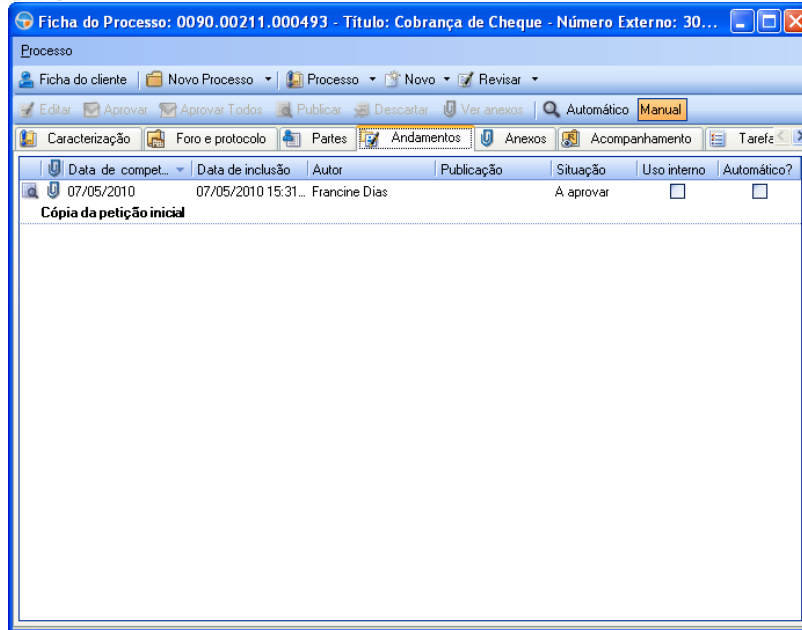 Ficha do Processo: 0090.00211.000493 - Título: Cobrança de Cheque - Número Externo: 30...
Processo
Ficha do cliente Novo Processo Processo Novo Revisar
Editar Aprovar Aprovar Todos Publicar Descartar Ver anexos Automático Manual
Caracterização Foro e protocolo Partes Andamentos Anexos Acompanhamento Tarefa
Data de compet... Data de inclusão Autor Publicação Situação Uso interno Automático?
07/05/2010 07/05/2010 15:31... Francine Dias A aprovar
Cópia da petição inicial